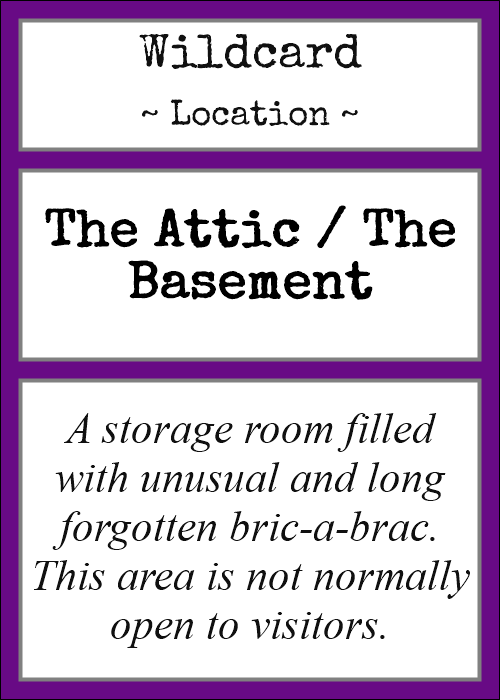 Wildcard
~ Location ~
The Attic / The
Basement
A storage room filled
with unusual and long
forgotten bric-a-brac.
This area is not normally
open to visitors.